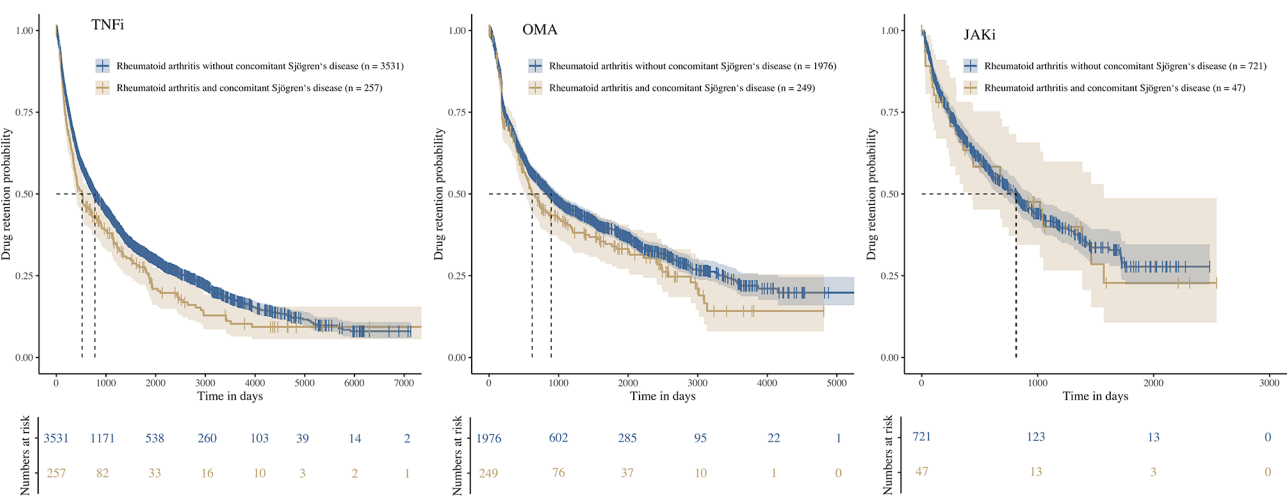 TNFi
Rheumatoid arthritis without concomitant Sjögren's disease (n = 3531)
Rheumatoid arthritis and concomitant Sjögren's disease (n = 257)
Drug retention probability
1.00
0.75
0.50
0.25
0.00
0 1000 2000 3000 4000 5000 6000 7000
Time in days
Numbers at risk
3531 1171 538 260 103 39 14 2
257 82 33 16 10 3 2 1
OMA
Rheumatoid arthritis without concomitant Sjögren's disease (n = 1976)
Rheumatoid arthritis and concomitant Sjögren's disease (n = 249)
Drug retention probability
1.00
0.75
0.50
0.25
0.00
0 1000 2000 3000 4000 5000
Time in days
Numbers at risk
1976 602 285 95 22 1
249 76 37 10 1 0
JAKi
Rheumatoid arthritis without concomitant Sjögren's disease (n = 721)
Rheumatoid arthritis and concomitant Sjögren's disease (n = 47)
Drug retention probability
1.00
0.75
0.50
0.25
0.00
0 1000 2000 3000
Time in days
Numbers at risk
721 123 13 0
47 13 3 0